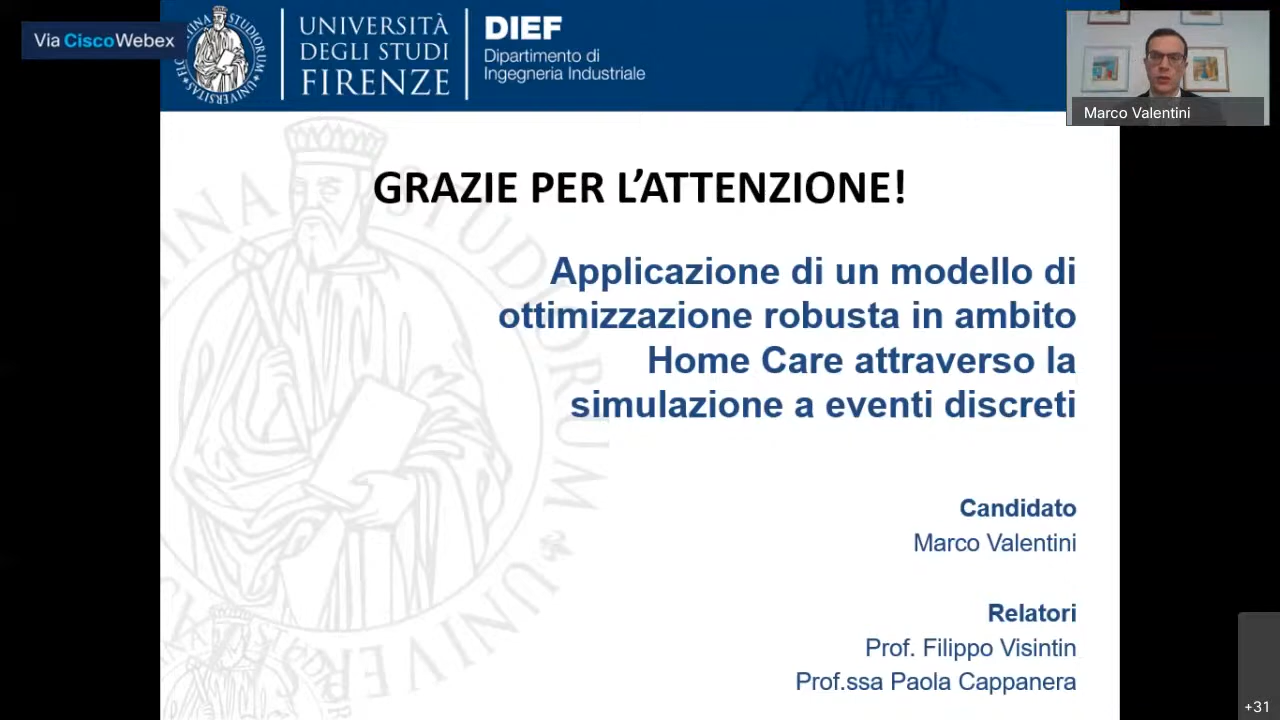 Via Cisco Webex
UNIVERSITÀ
DEGLI STUDI
FIRENZE
DIEF
Dipartimento di
Ingegneria Industriale
Marco Valentini
GRAZIE PER L'ATTENZIONE!
Applicazione di un modello di
ottimizzazione robusta in ambito
Home Care attraverso la
simulazione a eventi discreti
Candidato
Marco Valentini
Relatori
Prof. Filippo Visintin
Prof.ssa Paola Cappanera
+31